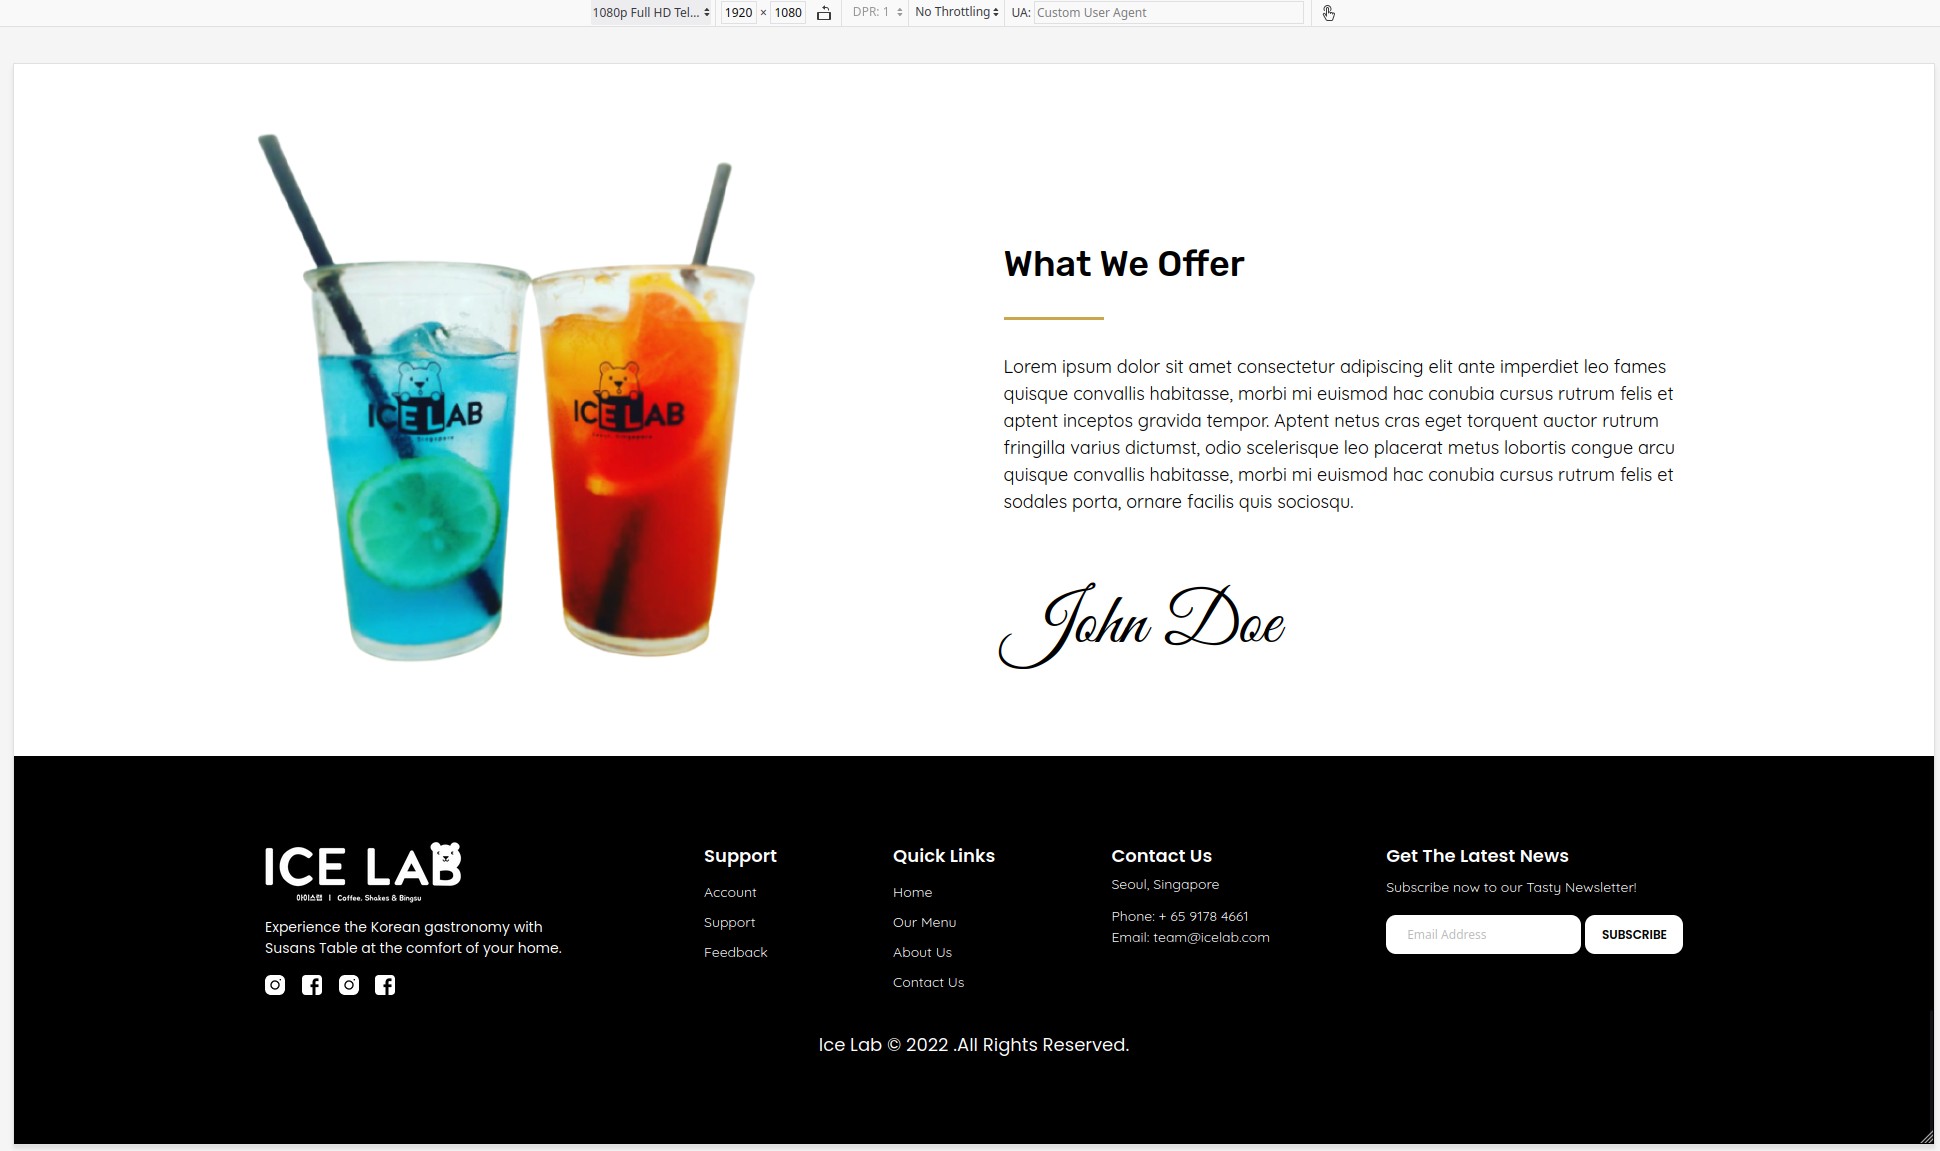 1080p Full HD Tel...
1920 × 1080
DPR: 1
No Throttling
UA: Custom User Agent
ICE LAB
ICE LAB
Seoul, Singapore
What We Offer
Lorem ipsum dolor sit amet consectetur adipiscing elit ante imperdiet leo fames
quisque convallis habitasse, morbi mi euismod hac conubia cursus rutrum felis et
aptent inceptos gravida tempor. Aptent netus cras eget torquent auctor rutrum
fringilla varius dictumst, odio scelerisque leo placerat metus lobortis congue arcu
quisque convallis habitasse, morbi mi euismod hac conubia cursus rutrum felis et
sodales porta, ornare facilis quis sociosqu.
John Doe
ICE LAB
아이스랩 | Coffee, Shakes & Bingsu
Experience the Korean gastronomy with
Susans Table at the comfort of your home.
Support
Account
Support
Feedback
Quick Links
Home
Our Menu
About Us
Contact Us
Contact Us
Seoul, Singapore
Phone: + 65 9178 4661
Email: team@icelab.com
Get The Latest News
Subscribe now to our Tasty Newsletter!
Email Address
SUBSCRIBE
Ice Lab © 2022 .All Rights Reserved.